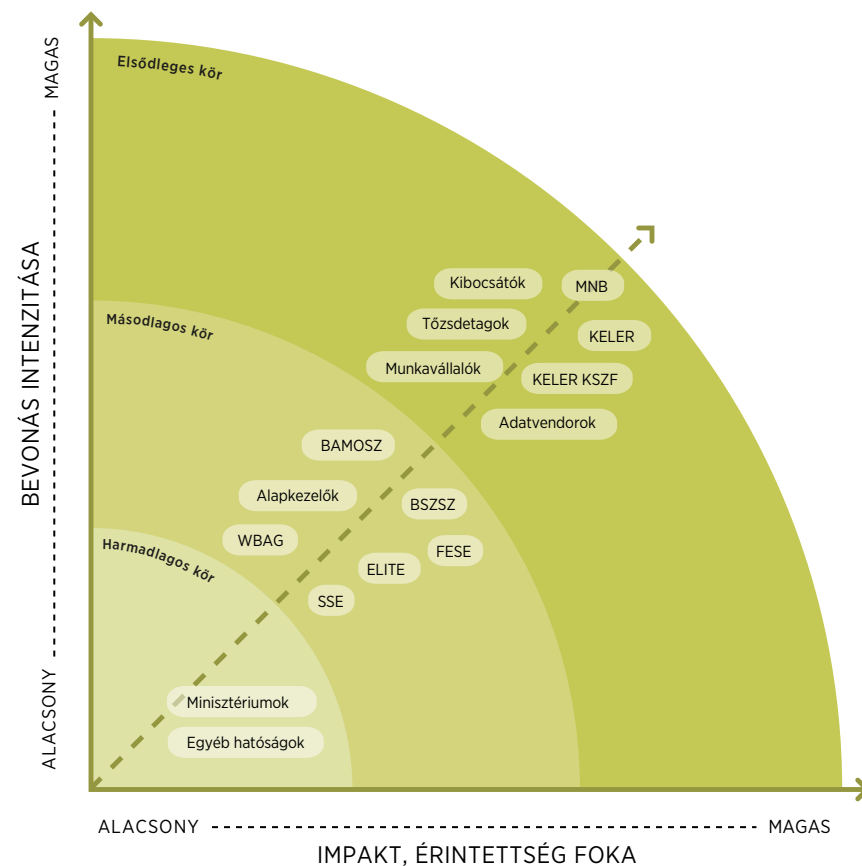 MAGAS
BEVONÁS INTENZITÁSA
ALACSONY
Elsődleges kör
Kibocsátók
MNB
Tőzsdetagok
KELER
Munkavállalók
KELER KSZF
Adatvendorok
Másodlagos kör
BAMOSZ
Alapkezelők
BSZSZ
WBAG
FESE
ELITE
SSE
Harmadlagos kör
Minisztériumok
Egyéb hatóságok
ALACSONY
MAGAS
IMPAKT, ÉRINTETTSÉG FOKA